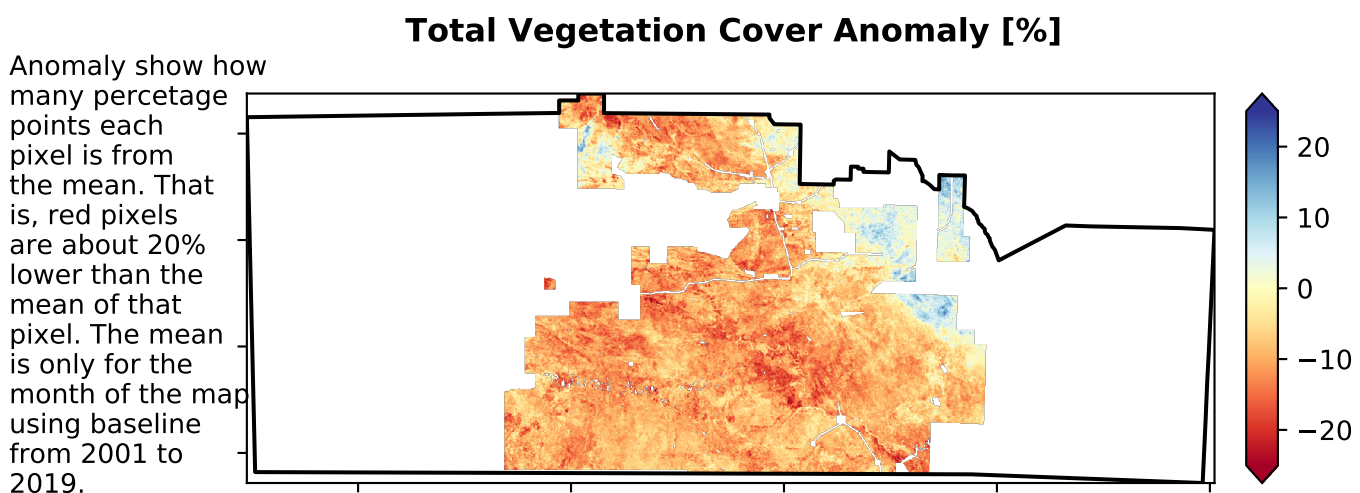 Total Vegetation Cover Anomaly [%]
Anomaly show how
many percetage
points each
pixel is from
the mean. That
is, red pixels
are about 20%
lower than the
mean of that
pixel. The mean
is only for the
month of the map
using baseline
from 2001 to
2019.
20
10
0
−10
−20